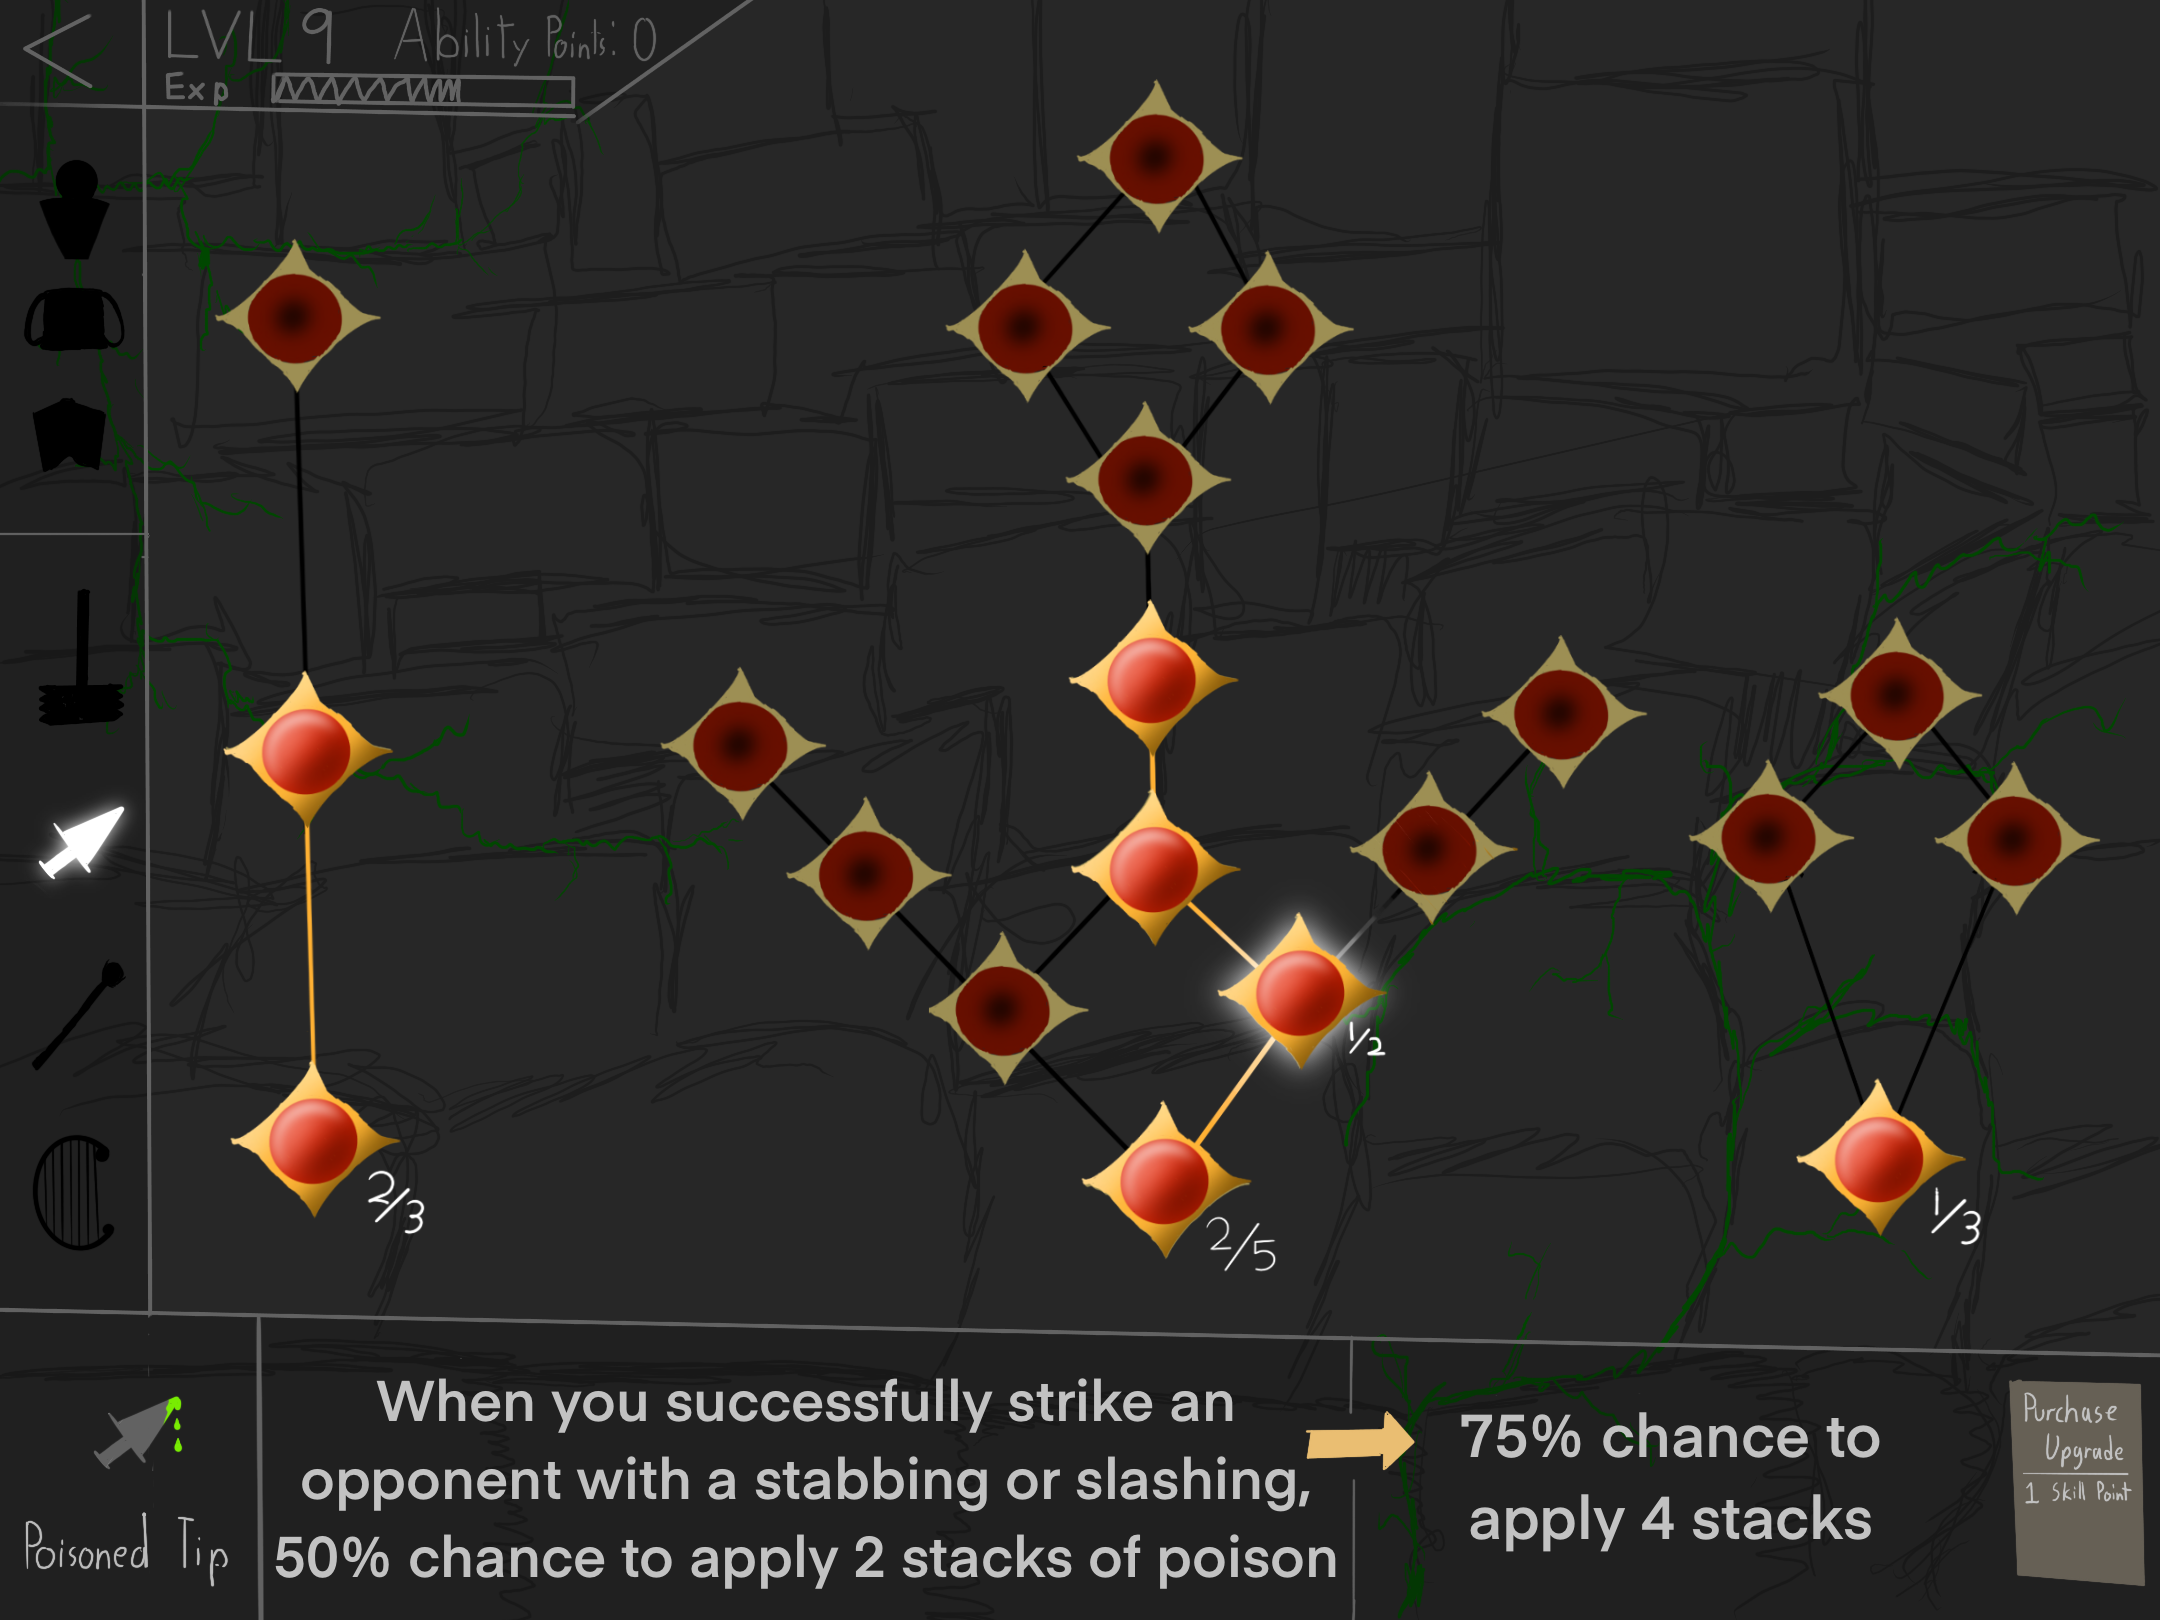 LVL 9 Ability Points: 0
Exp
2/3
1/2
2/5
1/3
Poisoned Tip
When you successfully strike an
opponent with a stabbing or slashing,
50% chance to apply 2 stacks of poison
75% chance to
apply 4 stacks
Purchase
Upgrade
1 Skill Point